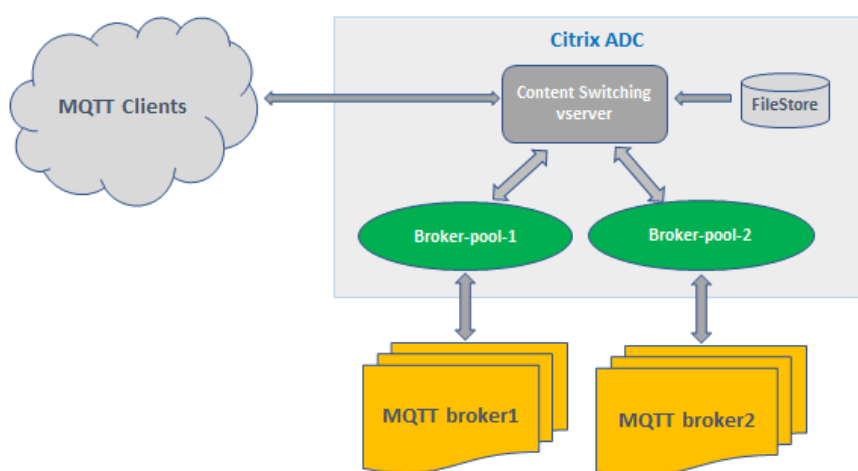 Citrix ADC
MQTT Clients
Content Switching
vserver
FileStore
Broker-pool-1
Broker-pool-2
MQTT broker1
MQTT broker2